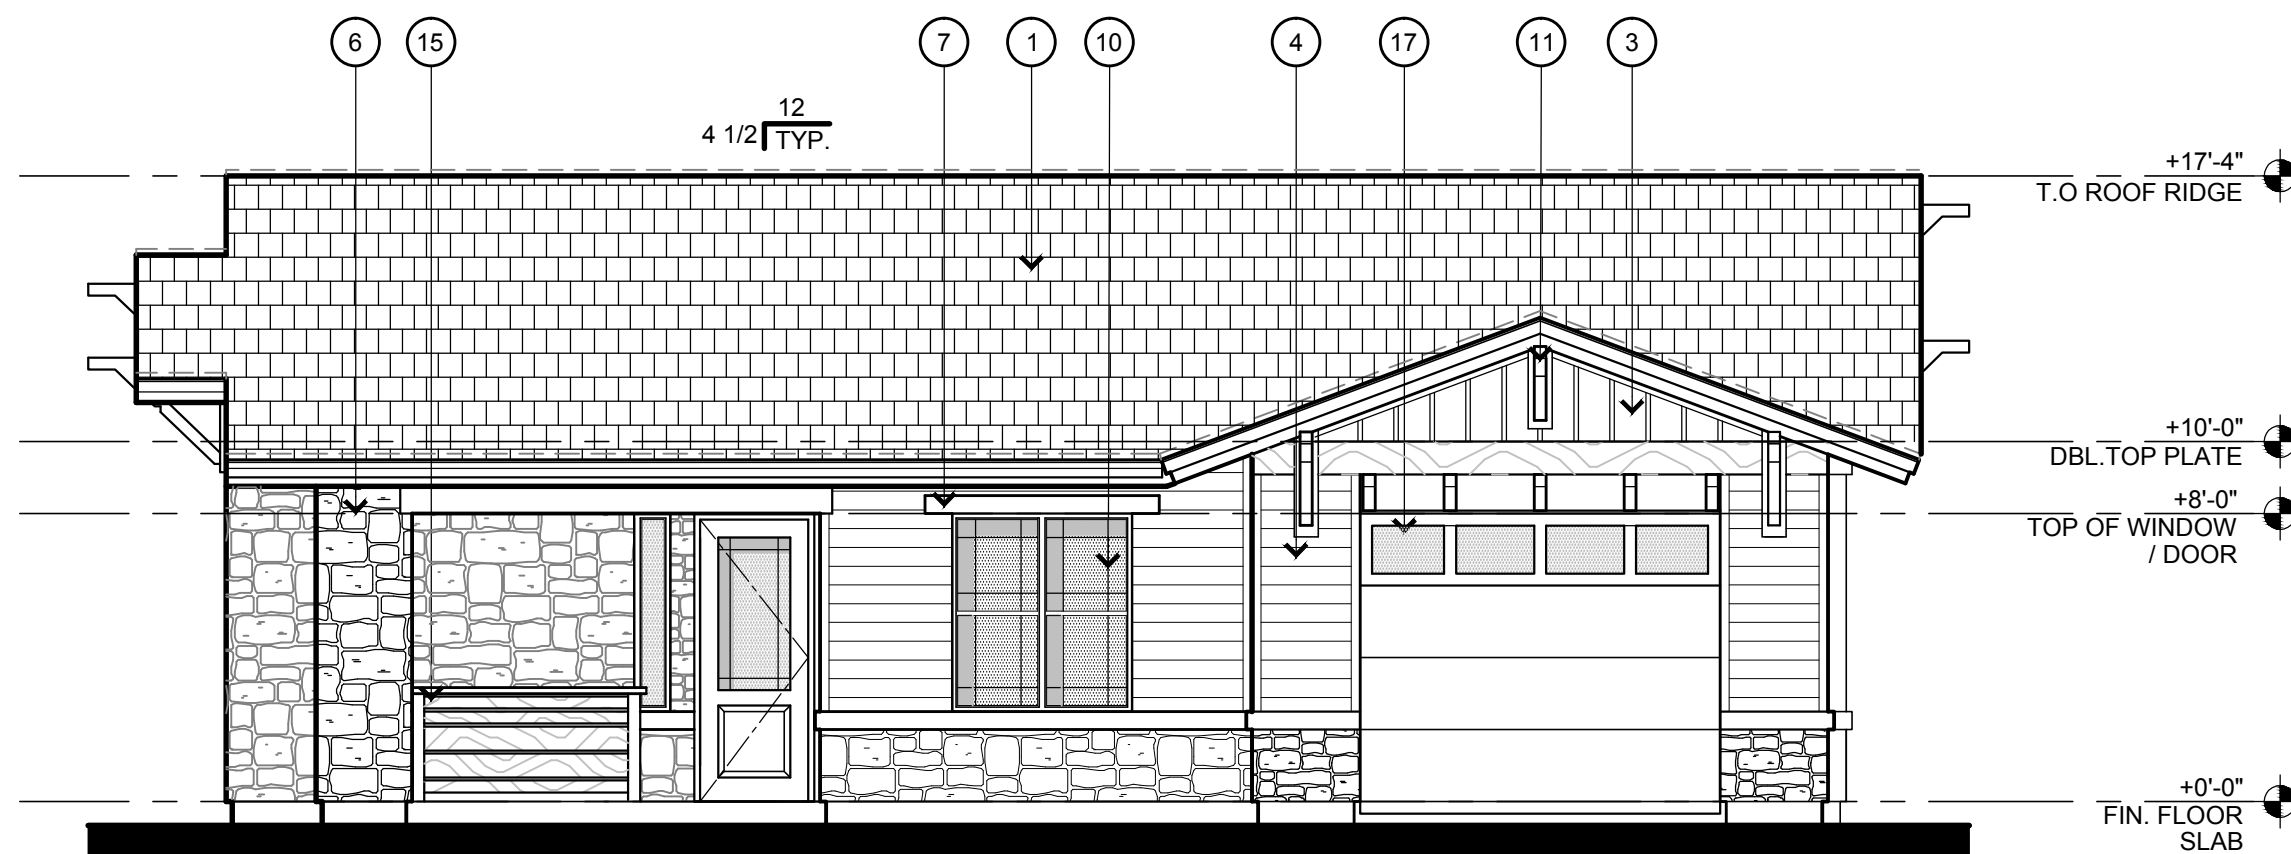 6 15 7 1 10 4 17 11 3
12
4 1/2 TYP.
+17'-4"
T.O ROOF RIDGE
+10'-0"
DBL.TOP PLATE
+8'-0"
TOP OF WINDOW
/ DOOR
+0'-0"
FIN. FLOOR
SLAB